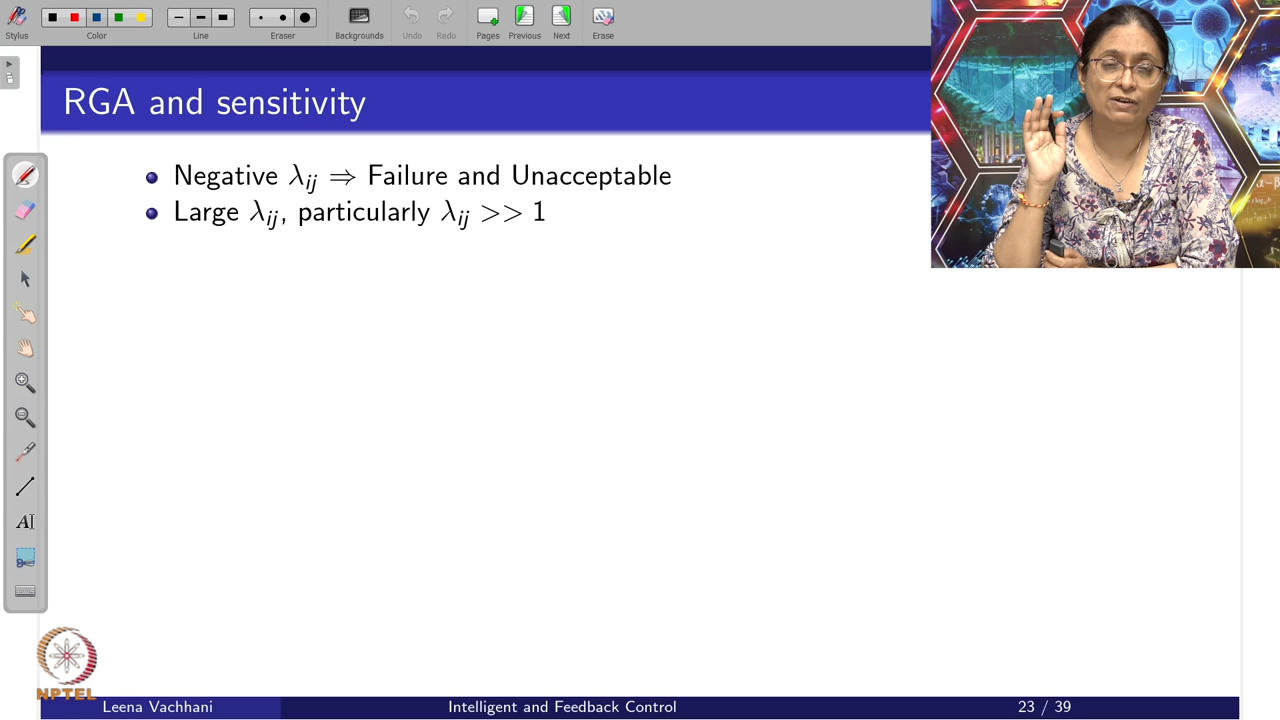 Stylus
Color
Line
Eraser
Backgrounds
Undo
Redo
Pages
Previous
Next
Erase
RGA and sensitivity
Negative λij ⇒ Failure and Unacceptable
Large λij, particularly λij >> 1
NPTEL
Leena Vachhani
Intelligent and Feedback Control
23 / 39